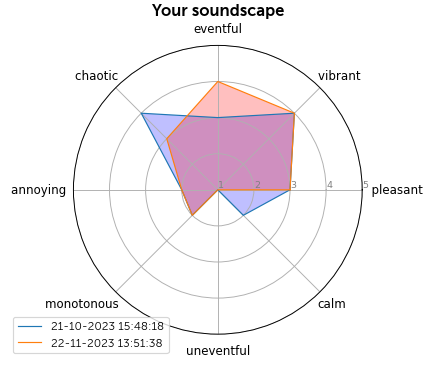 Your soundscape
eventful
chaotic
vibrant
annoying
1
2
3
4
5
pleasant
monotonous
calm
uneventful
21-10-2023 15:48:18
22-11-2023 13:51:38